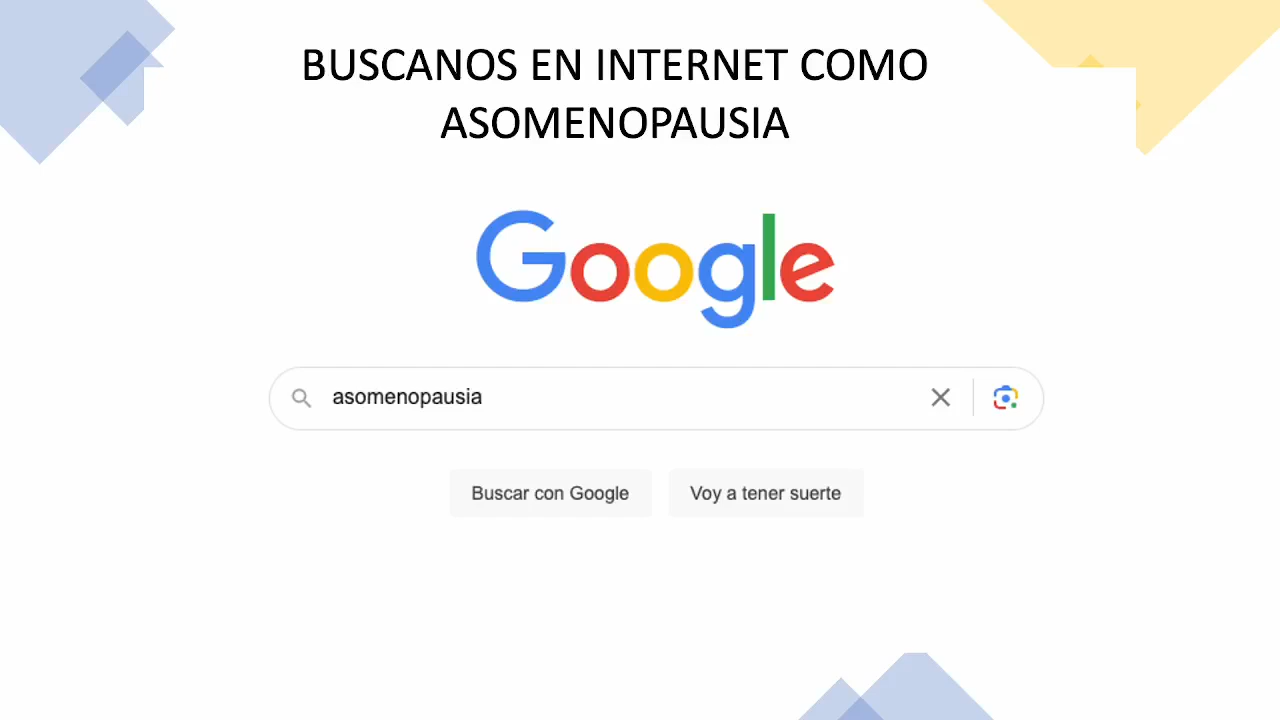 BUSCANOS EN INTERNET COMO
ASOMENOPAUSIA
Google
asomenopausia
Buscar con Google
Voy a tener suerte